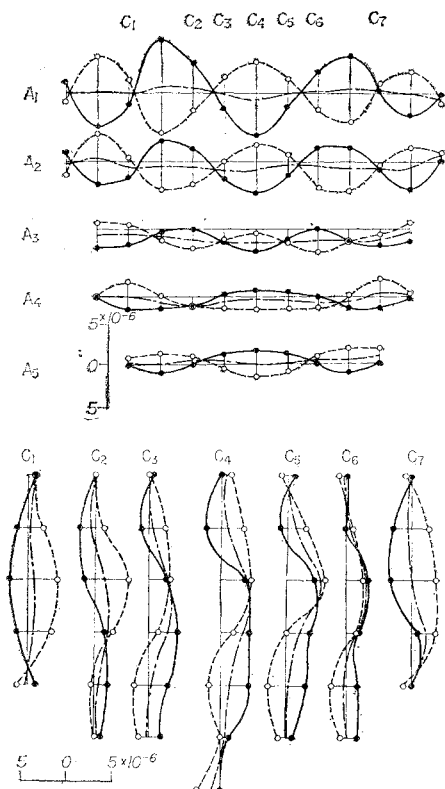 C₁ C₂ C₃ C₄ C₅ C₆ C₇
A₁
A₂
A₃
A₄
5×10⁻⁶
A₅ 0
5
C₁ C₂ C₃ C₄ C₅ C₆ C₇
5 0 5×10⁻⁶